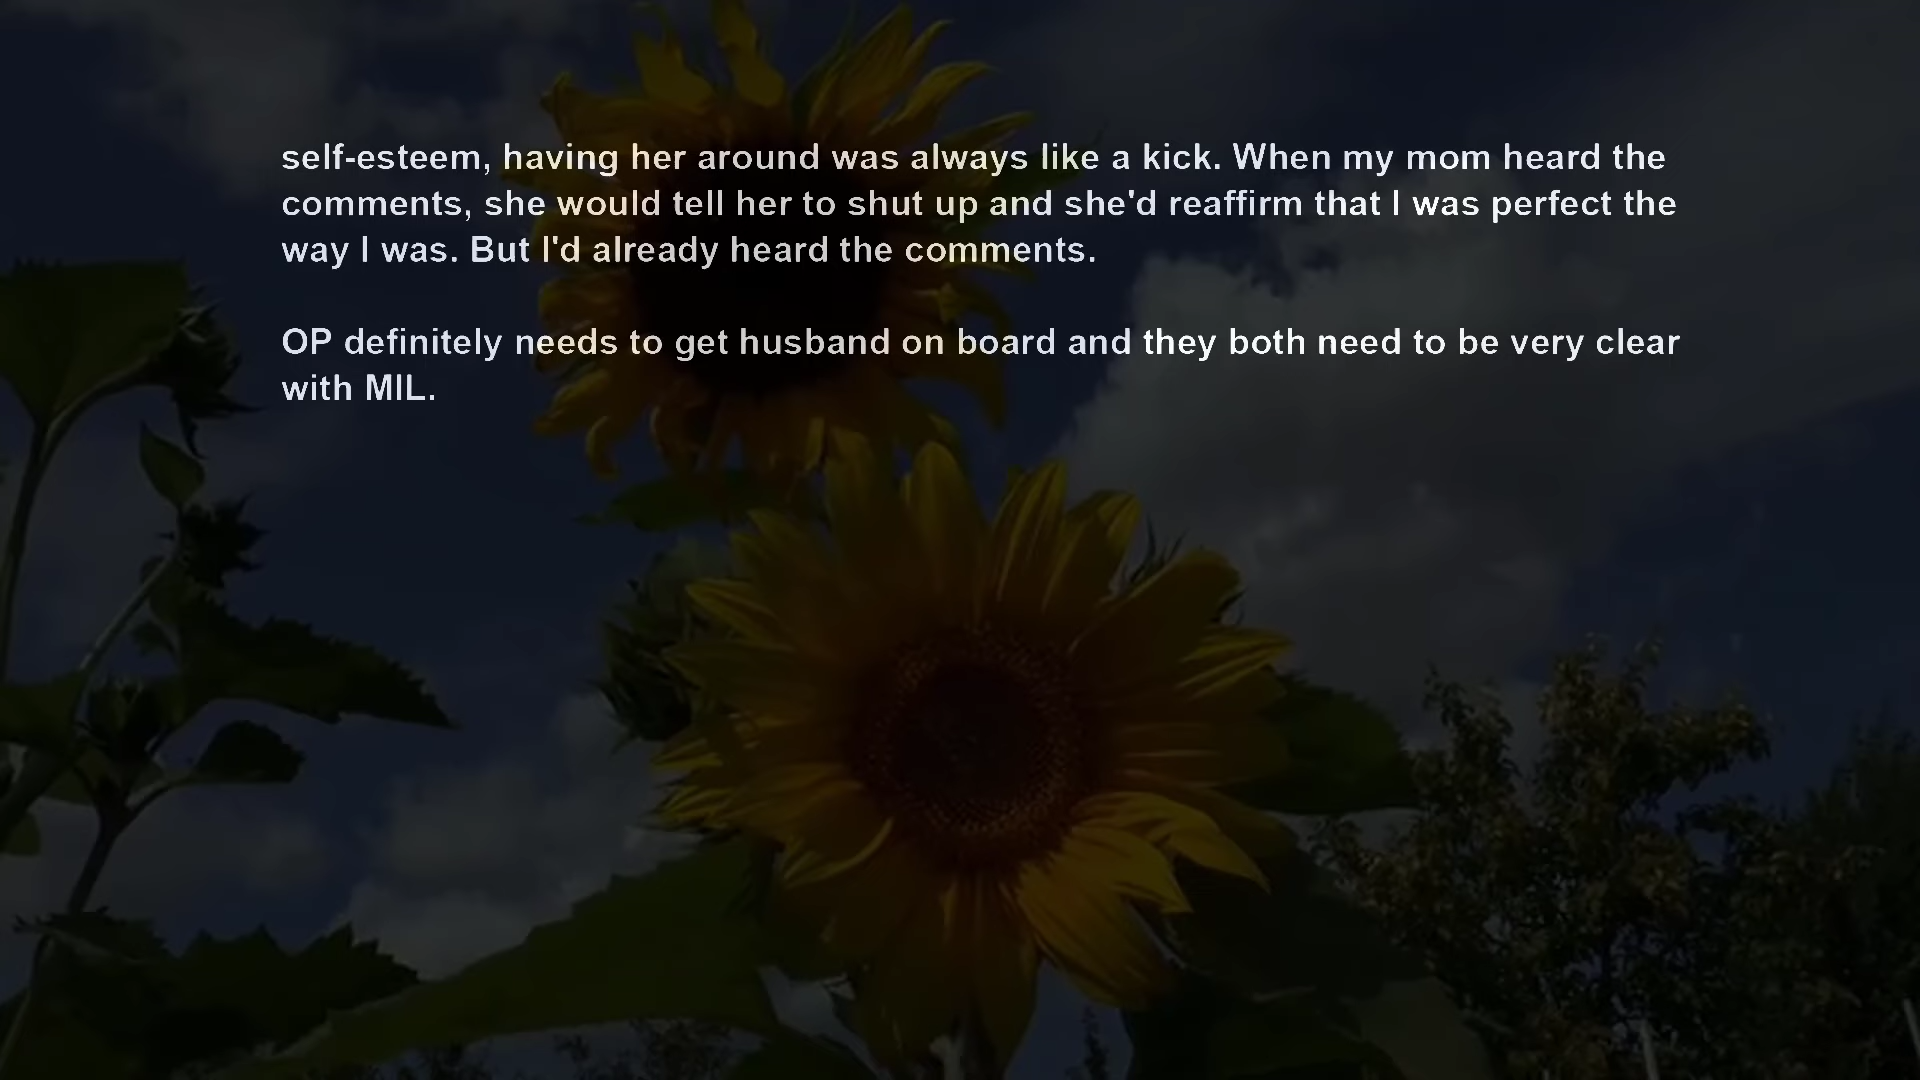 self-esteem, having her around was always like a kick. When my mom heard the
comments, she would tell her to shut up and she'd reaffirm that I was perfect the
way I was. But I'd already heard the comments.
OP definitely needs to get husband on board and they both need to be very clear
with MIL.